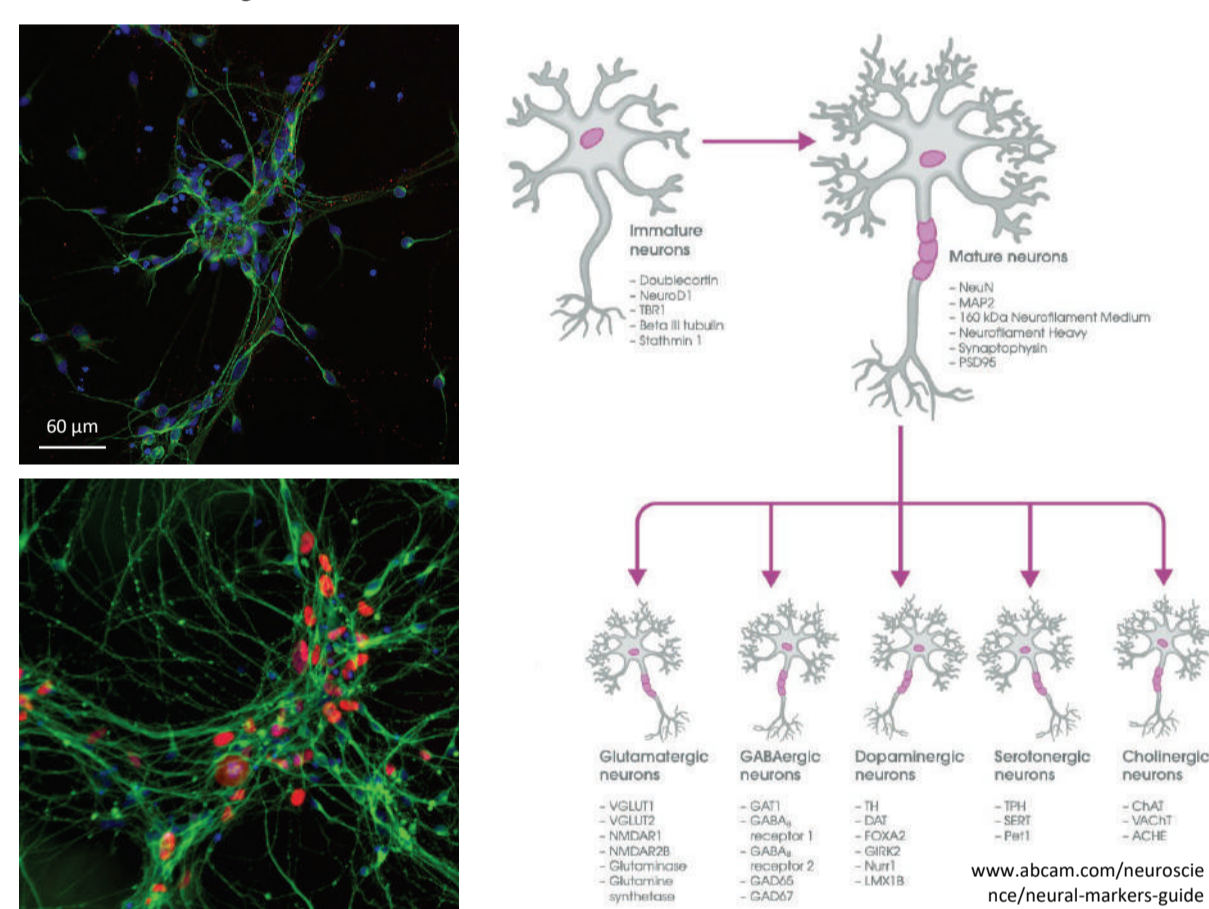 60 µm
Immature
neurons
- Doublecortin
- NeuroD1
- TBR1
- Beta III tubulin
- Stathmin 1
Mature neurons
- NeuN
- MAP2
- 160 kDa Neurofilament Medium
- Neurofilament Heavy
- Synaptophysin
- PSD95
Glutamatergic
neurons
- VGLUT1
- VGLUT2
- NMDAR1
- NMDAR2B
- Glutaminase
- Glutamine
synthetase
GABAergic
neurons
- GAT1
- GABA_B
receptor 1
- GABA_B
receptor 2
- GAD65
- GAD67
Dopaminergic
neurons
- TH
- DAT
- FOXA2
- GIRK2
- Nurr1
- LMX1B
Serotonergic
neurons
- TPH
- SERT
- Pet1
Cholinergic
neurons
- ChAT
- VAChT
- ACHE
www.abcam.com/neuroscie
nce/neural-markers-guide